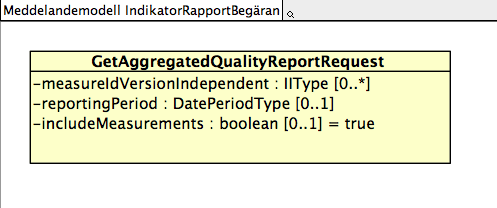 Meddelandemodell IndikatorRapportBegäran
GetAggregatedQualityReportRequest
-measureIdVersionIndependent : IIType [0..*]
-reportingPeriod : DatePeriodType [0..1]
-includeMeasurements : boolean [0..1] = true